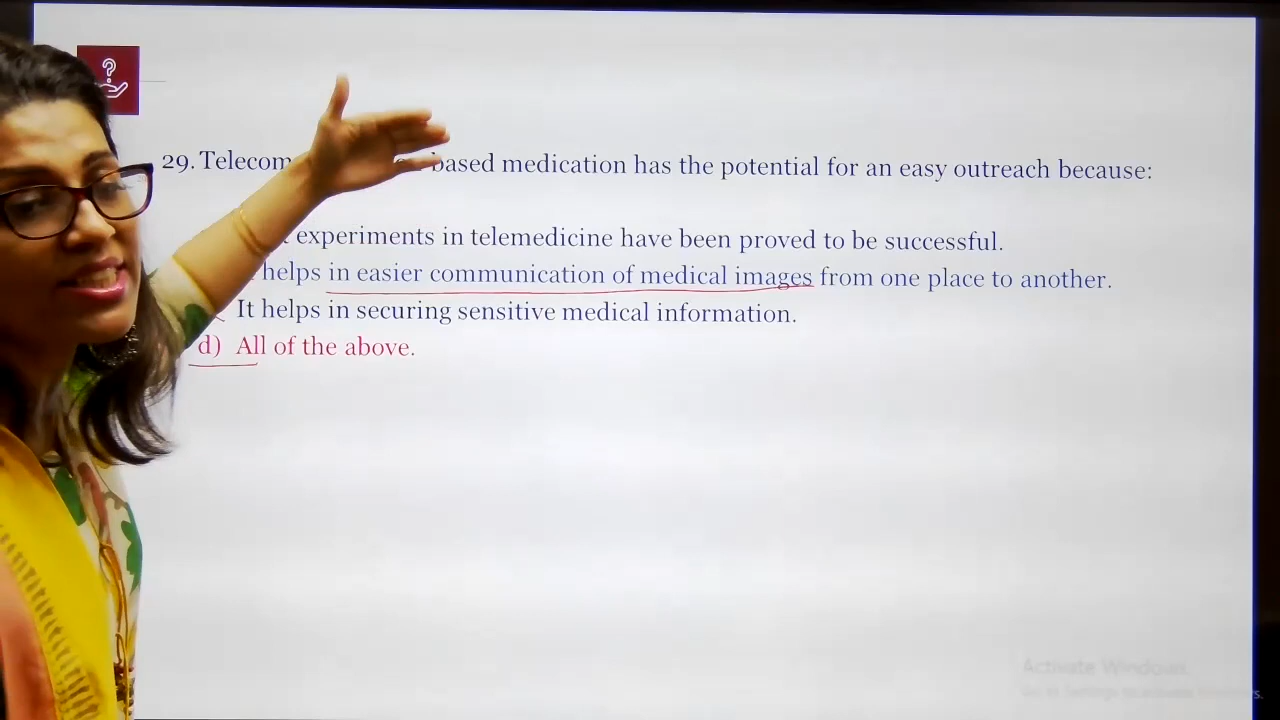 29. Telecom based medication has the potential for an easy outreach because:
experiments in telemedicine have been proved to be successful.
helps in easier communication of medical images from one place to another.
It helps in securing sensitive medical information.
d) All of the above.
Activate Windows